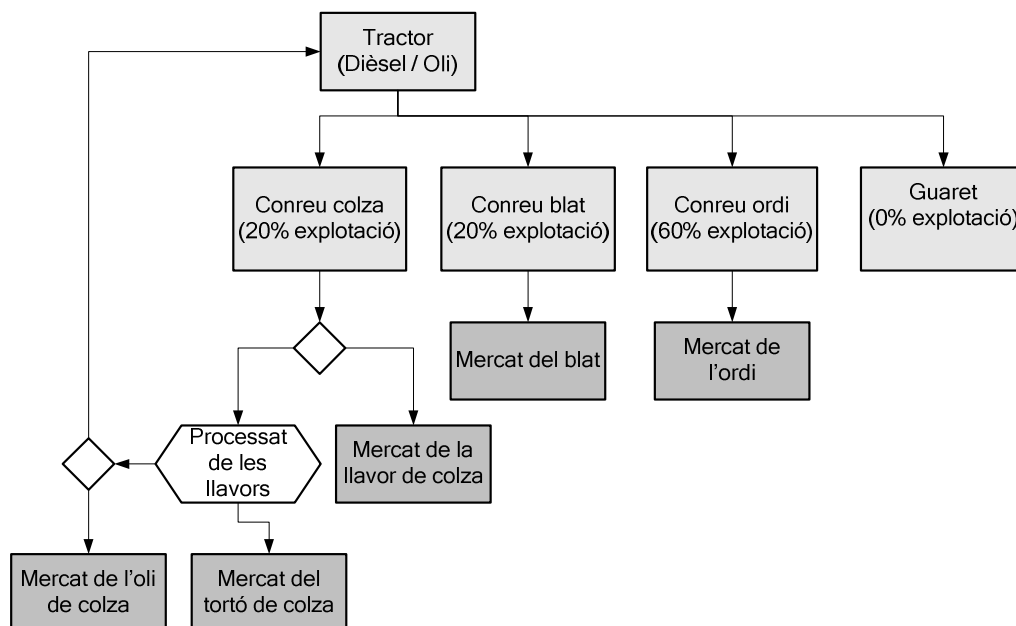 Tractor
(Dièsel / Oli)
Conreu colza
(20% explotació)
Conreu blat
(20% explotació)
Conreu ordi
(60% explotació)
Guaret
(0% explotació)
Mercat del blat
Mercat de
l’ordi
Processat
de les
llavors
Mercat de la
llavor de colza
Mercat de l’oli
de colza
Mercat del
tortó de colza